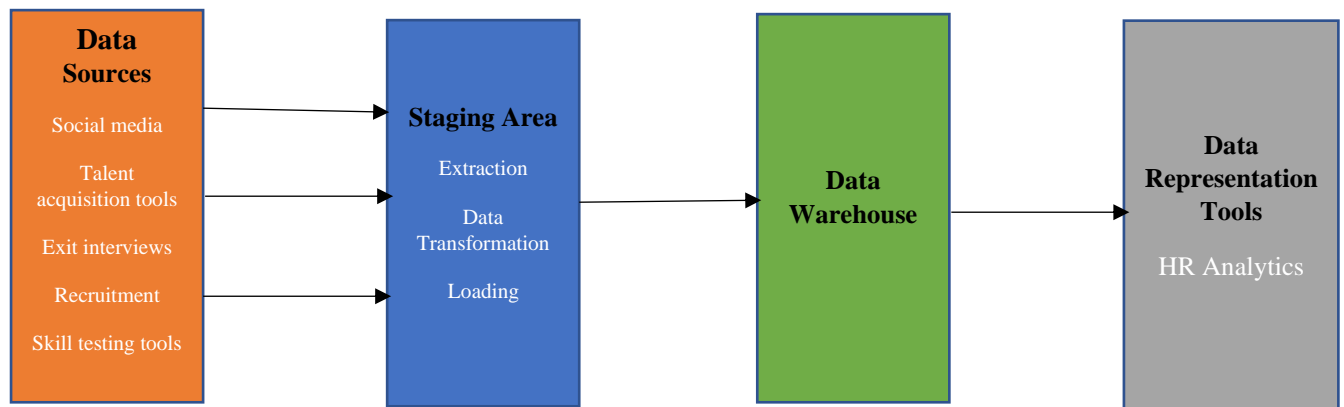 Data
Sources
Social media
Talent
acquisition tools
Exit interviews
Recruitment
Skill testing tools
Staging Area
Extraction
Data
Transformation
Loading
Data
Warehouse
Data
Representation
Tools
HR Analytics